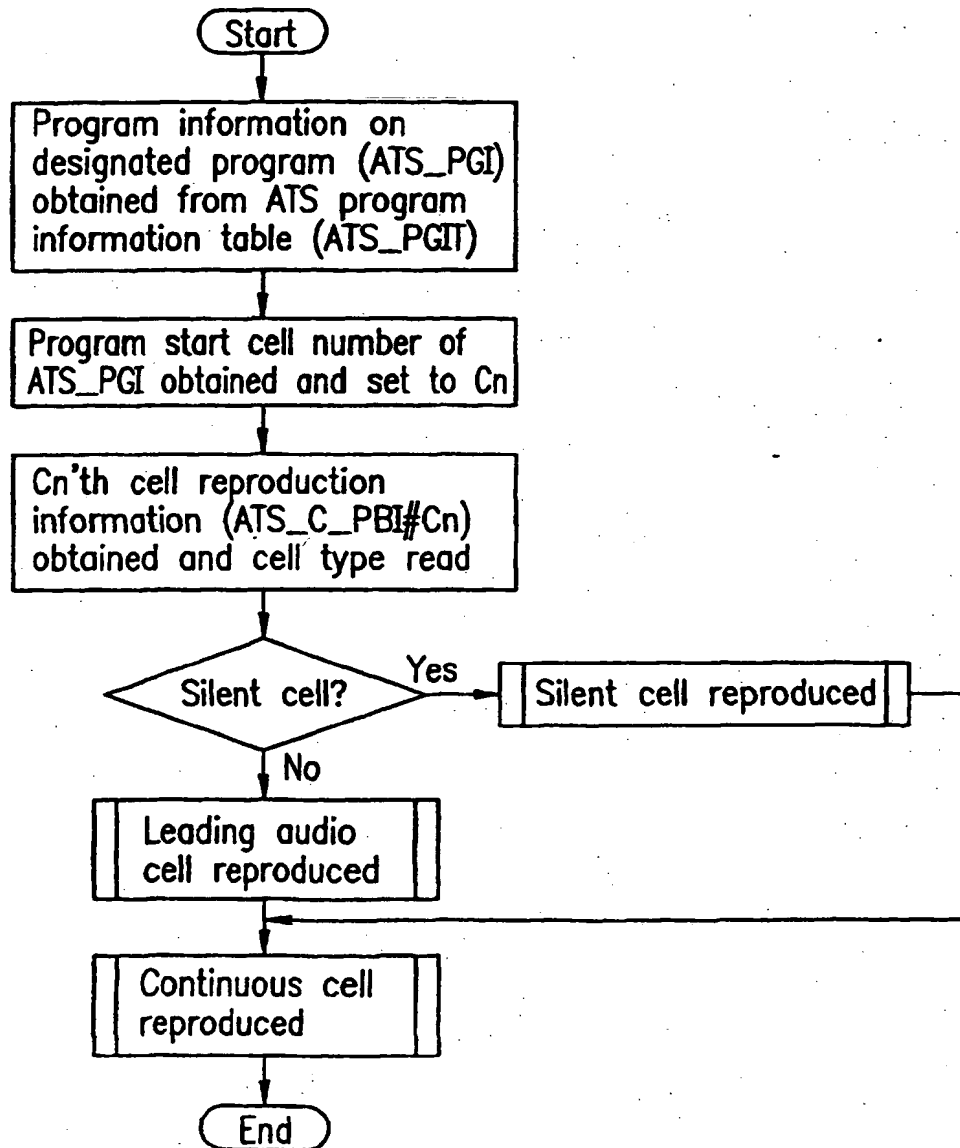 Start
Program information on
designated program (ATS_PGI)
obtained from ATS program
information table (ATS_PGIT)
Program start cell number of
ATS_PGI obtained and set to Cn
Cn'th cell reproduction
information (ATS_C_PBI#Cn)
obtained and cell type read
Silent cell?
Yes
Silent cell reproduced
No
Leading audio
cell reproduced
Continuous cell
reproduced
End